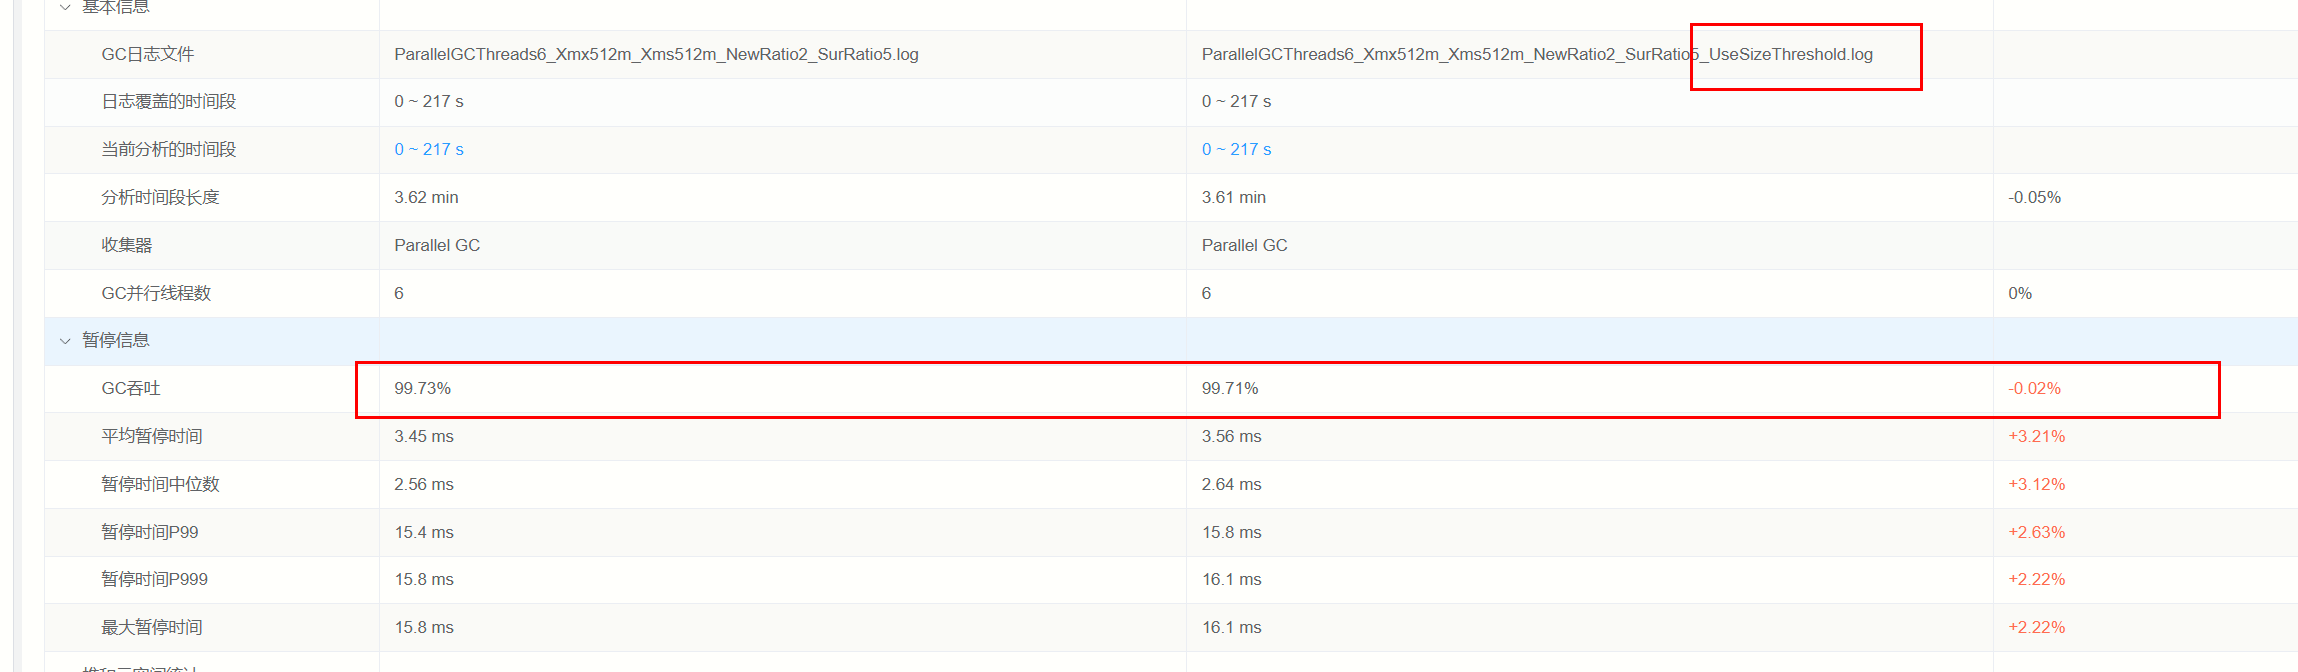 基本信息
GC日志文件 ParallelGCThreads6_Xmx512m_Xms512m_NewRatio2_SurRatio5.log ParallelGCThreads6_Xmx512m_Xms512m_NewRatio2_SurRatio5_UseSizeThreshold.log
日志覆盖的时间段 0 ~ 217 s 0 ~ 217 s
当前分析的时间段 0 ~ 217 s 0 ~ 217 s
分析时间段长度 3.62 min 3.61 min -0.05%
收集器 Parallel GC Parallel GC
GC并行线程数 6 6 0%
暂停信息
GC吞吐 99.73% 99.71% -0.02%
平均暂停时间 3.45 ms 3.56 ms +3.21%
暂停时间中位数 2.56 ms 2.64 ms +3.12%
暂停时间P99 15.4 ms 15.8 ms +2.63%
暂停时间P999 15.8 ms 16.1 ms +2.22%
最大暂停时间 15.8 ms 16.1 ms +2.22%